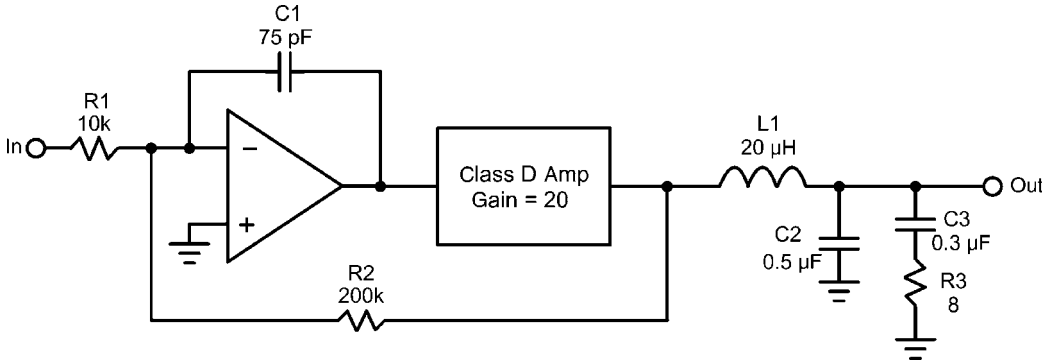 C1
75 pF
R1
10k
In
−
+
Class D Amp
Gain = 20
R2
200k
L1
20 µH
Out
C2
0.5 µF
C3
0.3 µF
R3
8